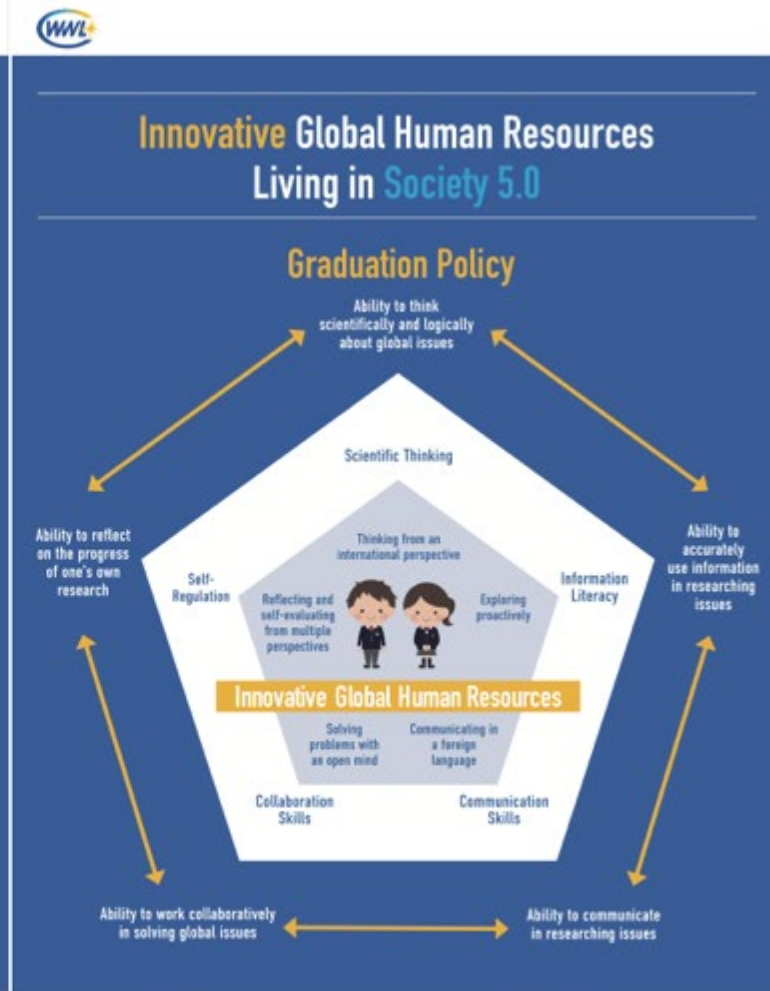 WWL+
Innovative Global Human Resources
Living in Society 5.0
Graduation Policy
Ability to think
scientifically and logically
about global issues
Scientific Thinking
Thinking from an
international perspective
Ability to reflect
on the progress
of one's own
research
Self-
Regulation
Reflecting and
self-evaluating
from multiple
perspectives
Exploring
proactively
Information
Literacy
Ability to
accurately
use information
in researching
issues
Innovative Global Human Resources
Solving
problems with
an open mind
Communicating in
a foreign
language
Collaboration
Skills
Communication
Skills
Ability to work collaboratively
in solving global issues
Ability to communicate
in researching issues